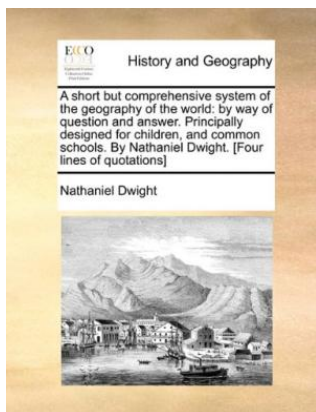 ECCO
History and Geography
A short but comprehensive system of
the geography of the world: by way of
question and answer. Principally
designed for children, and common
schools. By Nathaniel Dwight. [Four
lines of quotations]
Nathaniel Dwight